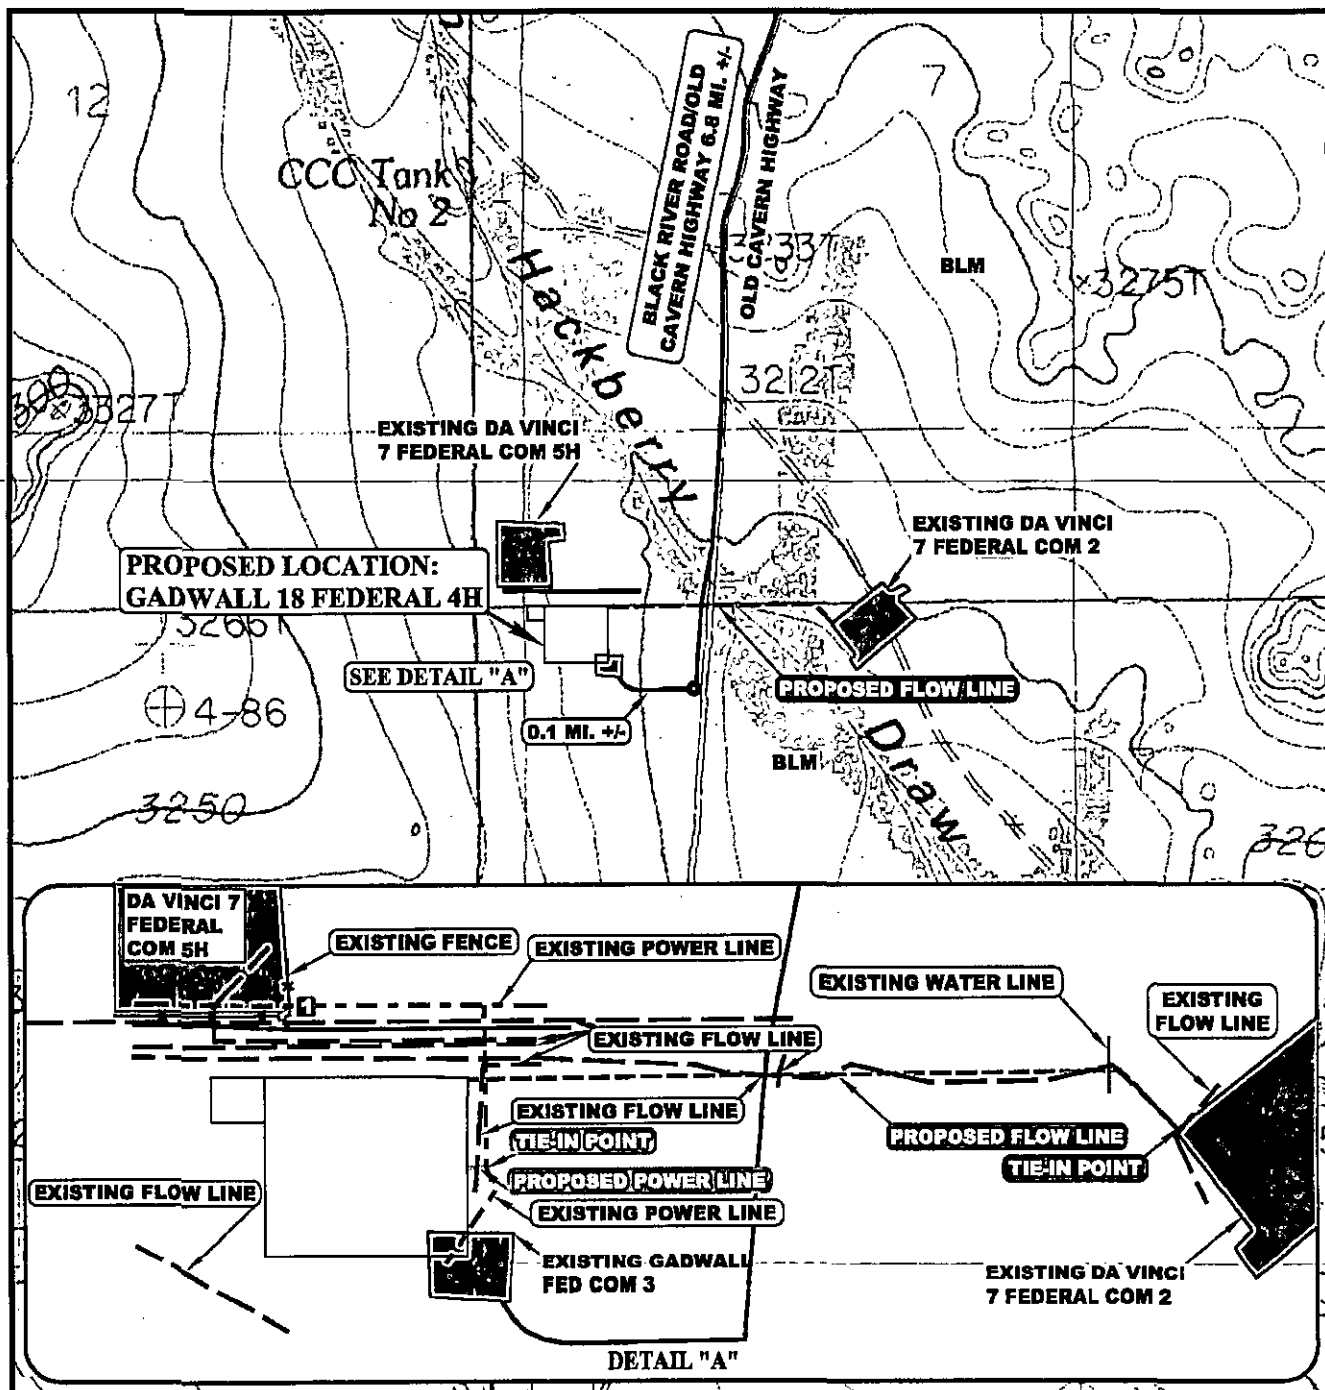 12
7
CCC Tank
No 2
Hackberry
BLACK RIVER ROAD/OLD
CAVERN HIGHWAY 6.8 MI. +/-
OLD CAVERN HIGHWAY
BLM
3275T
3212T
3327T
EXISTING DA VINCI
7 FEDERAL COM 5H
EXISTING DA VINCI
7 FEDERAL COM 2
PROPOSED LOCATION:
GADWALL 18 FEDERAL 4H
3266T
SEE DETAIL "A"
PROPOSED FLOW LINE
4-86
0.1 MI. +/-
Draw
BLM
3250
DA VINCI 7
FEDERAL
COM 5H
EXISTING FENCE
EXISTING POWER LINE
EXISTING WATER LINE
EXISTING
FLOW LINE
1
EXISTING FLOW LINE
EXISTING FLOW LINE
TIE-IN POINT
PROPOSED FLOW LINE
TIE-IN POINT
PROPOSED POWER LINE
EXISTING FLOW LINE
EXISTING POWER LINE
EXISTING GADWALL
FED COM 3
EXISTING DA VINCI
7 FEDERAL COM 2
DETAIL "A"